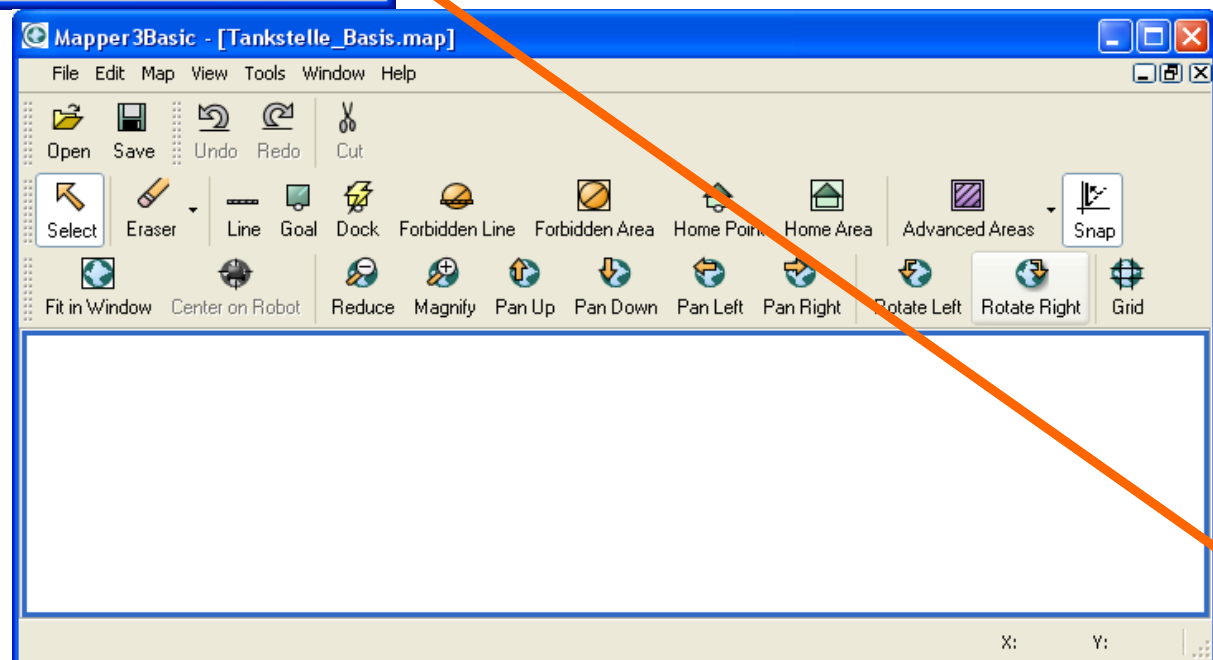 Mapper3Basic - [Tankstelle_Basis.map]
File Edit Map View Tools Window Help
Open Save Undo Redo Cut
Select Eraser Line Goal Dock Forbidden Line Forbidden Area Home Point Home Area Advanced Areas Snap
Fit in Window Center on Robot Reduce Magnify Pan Up Pan Down Pan Left Pan Right Rotate Left Rotate Right Grid
X: Y: